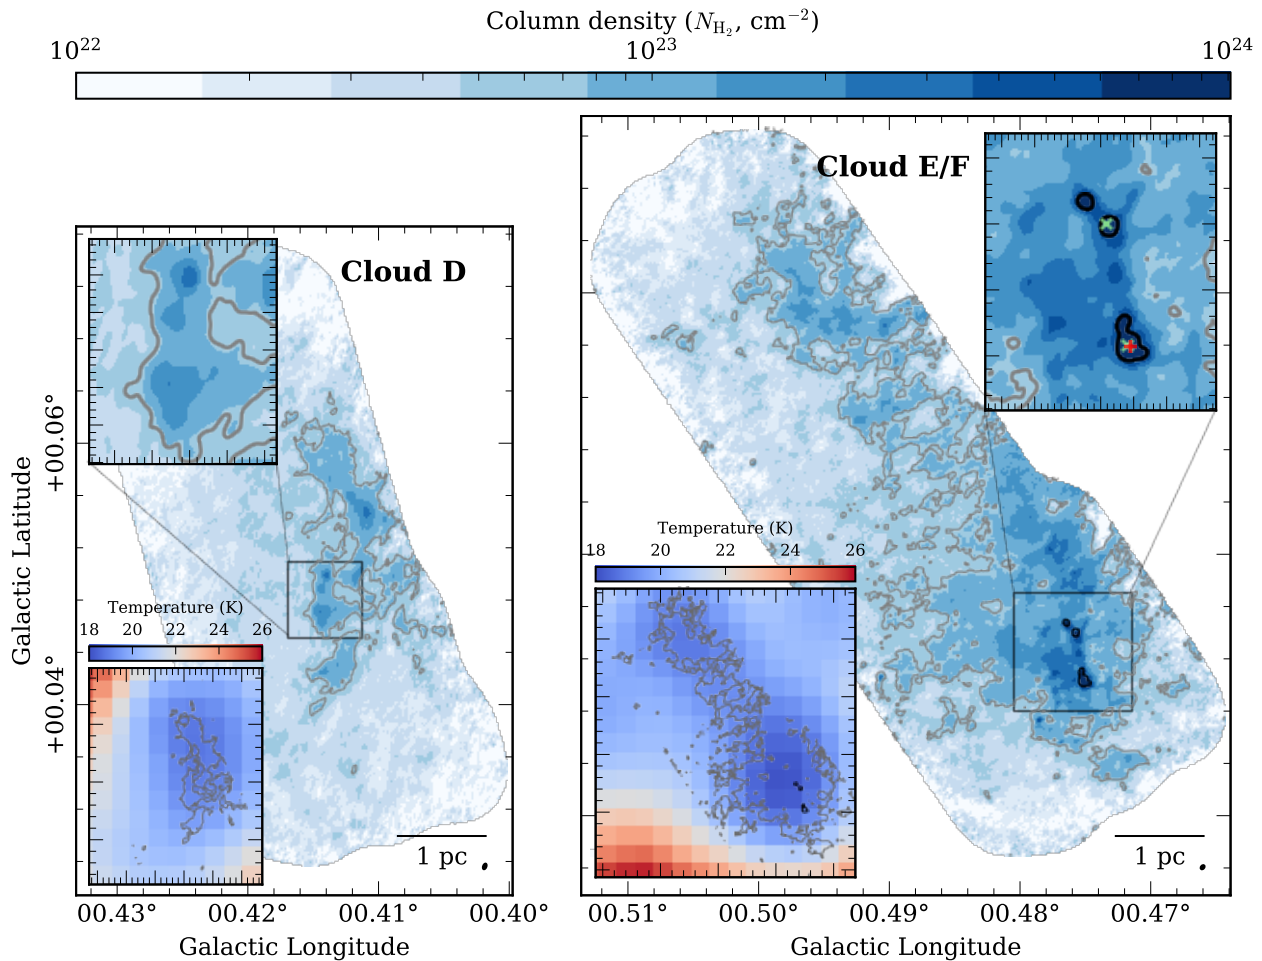 Column density (N_H₂, cm⁻²)
10²² 10²³ 10²⁴
Cloud D
Cloud E/F
Galactic Latitude
+00.06°
+00.04°
Temperature (K)
18 20 22 24 26
Temperature (K)
18 20 22 24 26
1 pc
1 pc
00.43° 00.42° 00.41° 00.40°
00.51° 00.50° 00.49° 00.48° 00.47°
Galactic Longitude
Galactic Longitude